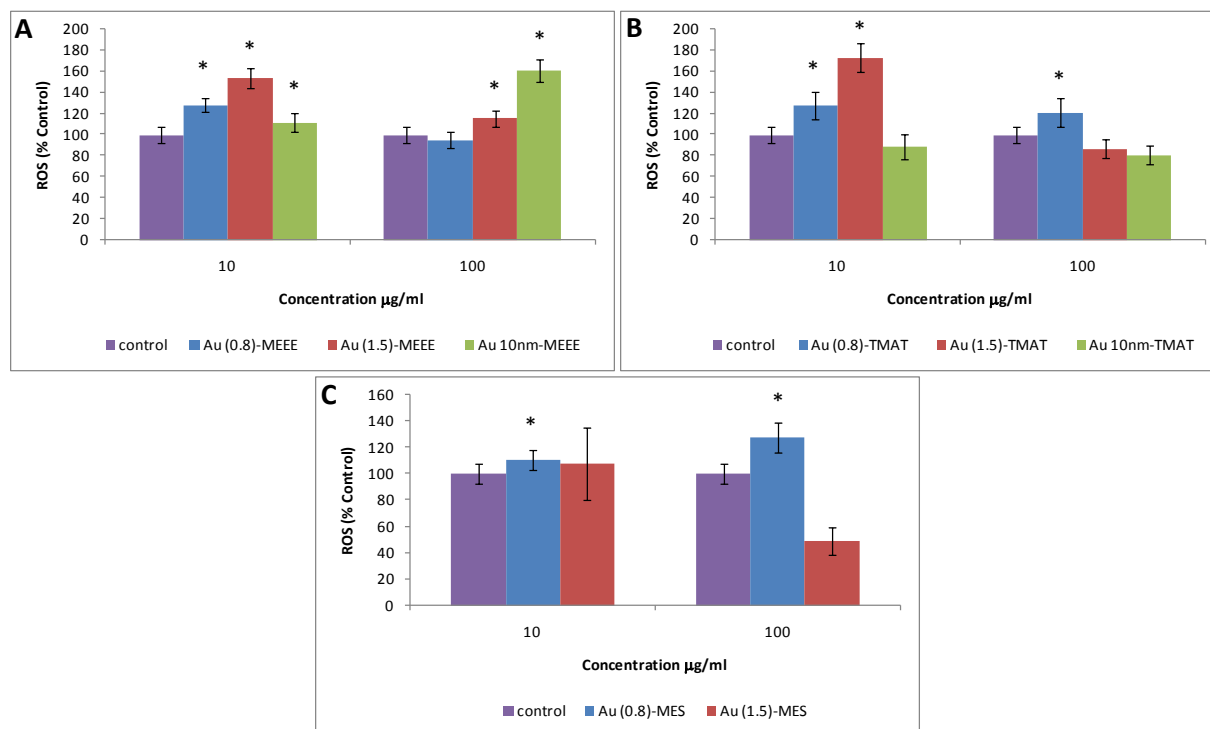 A
ROS (% Control)
200
180
160
140
120
100
80
60
40
20
0
* * * * *
10 100
Concentration µg/ml
control Au (0.8)-MEEE Au (1.5)-MEEE Au 10nm-MEEE
B
ROS (% Control)
200
180
160
140
120
100
80
60
40
20
0
* * *
10 100
Concentration µg/ml
control Au (0.8)-TMAT Au (1.5)-TMAT Au 10nm-TMAT
C
ROS (% Control)
160
140
120
100
80
60
40
20
0
* *
10 100
Concentration µg/ml
control Au (0.8)-MES Au (1.5)-MES